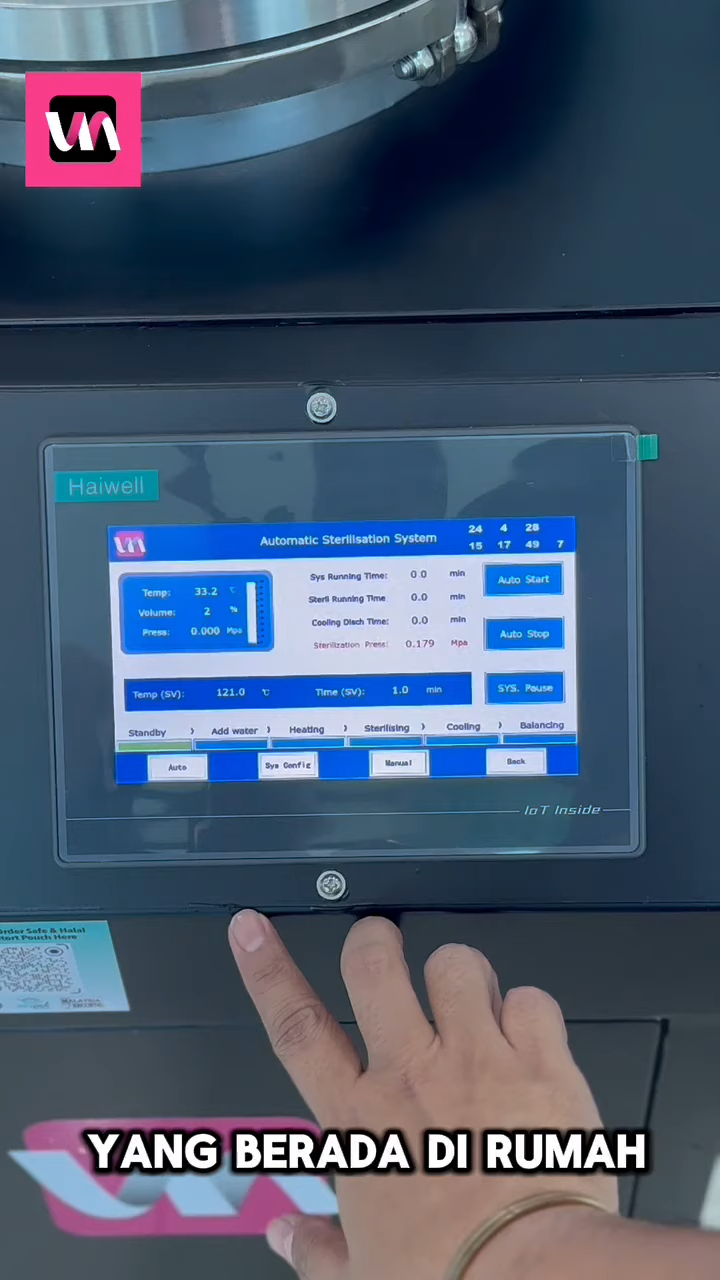 Haiwell
Automatic Sterilisation System
24 4 28
15 17 49 7
Temp: 33.2 ℃
Volume: 2 %
Press: 0.000 Mpa
Sys Running Time: 0.0 min
Steril Running Time 0.0 min
Cooling Disch Time: 0.0 min
Sterilization Press: 0.179 Mpa
Auto Start
Auto Stop
SYS. Pause
Temp (SV): 121.0 ℃ Time (SV): 1.0 min
Standby > Add water > Heating > Sterilising > Cooling > Balancing
Auto Sys Config Manual Back
IoT Inside
Order Safe & Halal
Retort Pouch Here
YANG BERADA DI RUMAH